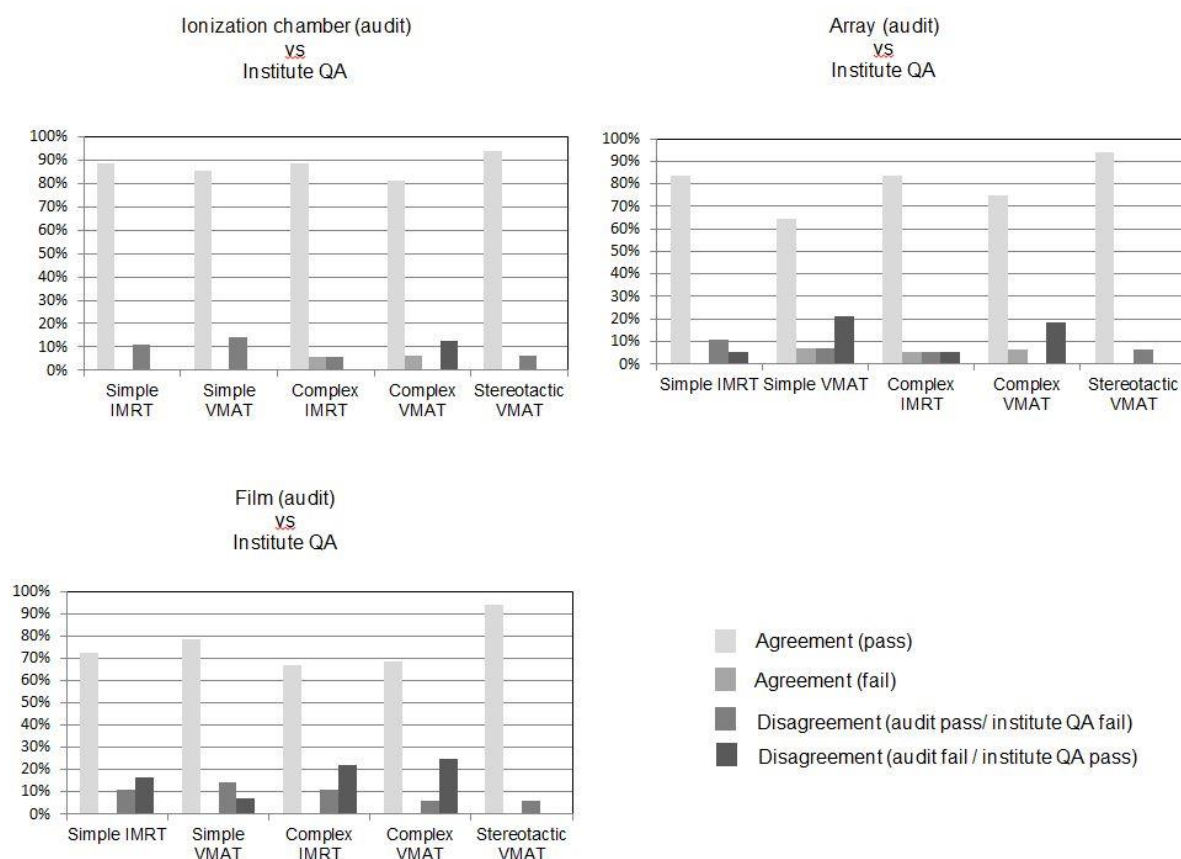 Ionization chamber (audit)
vs
Institute QA
100%
90%
80%
70%
60%
50%
40%
30%
20%
10%
0%
Simple
IMRT
Simple
VMAT
Complex
IMRT
Complex
VMAT
Stereotactic
VMAT
Array (audit)
vs
Institute QA
100%
90%
80%
70%
60%
50%
40%
30%
20%
10%
0%
Simple IMRT
Simple VMAT
Complex
IMRT
Complex
VMAT
Stereotactic
VMAT
Film (audit)
vs
Institute QA
100%
90%
80%
70%
60%
50%
40%
30%
20%
10%
0%
Simple IMRT
Simple
VMAT
Complex
IMRT
Complex
VMAT
Stereotactic
VMAT
Agreement (pass)
Agreement (fail)
Disagreement (audit pass/ institute QA fail)
Disagreement (audit fail / institute QA pass)